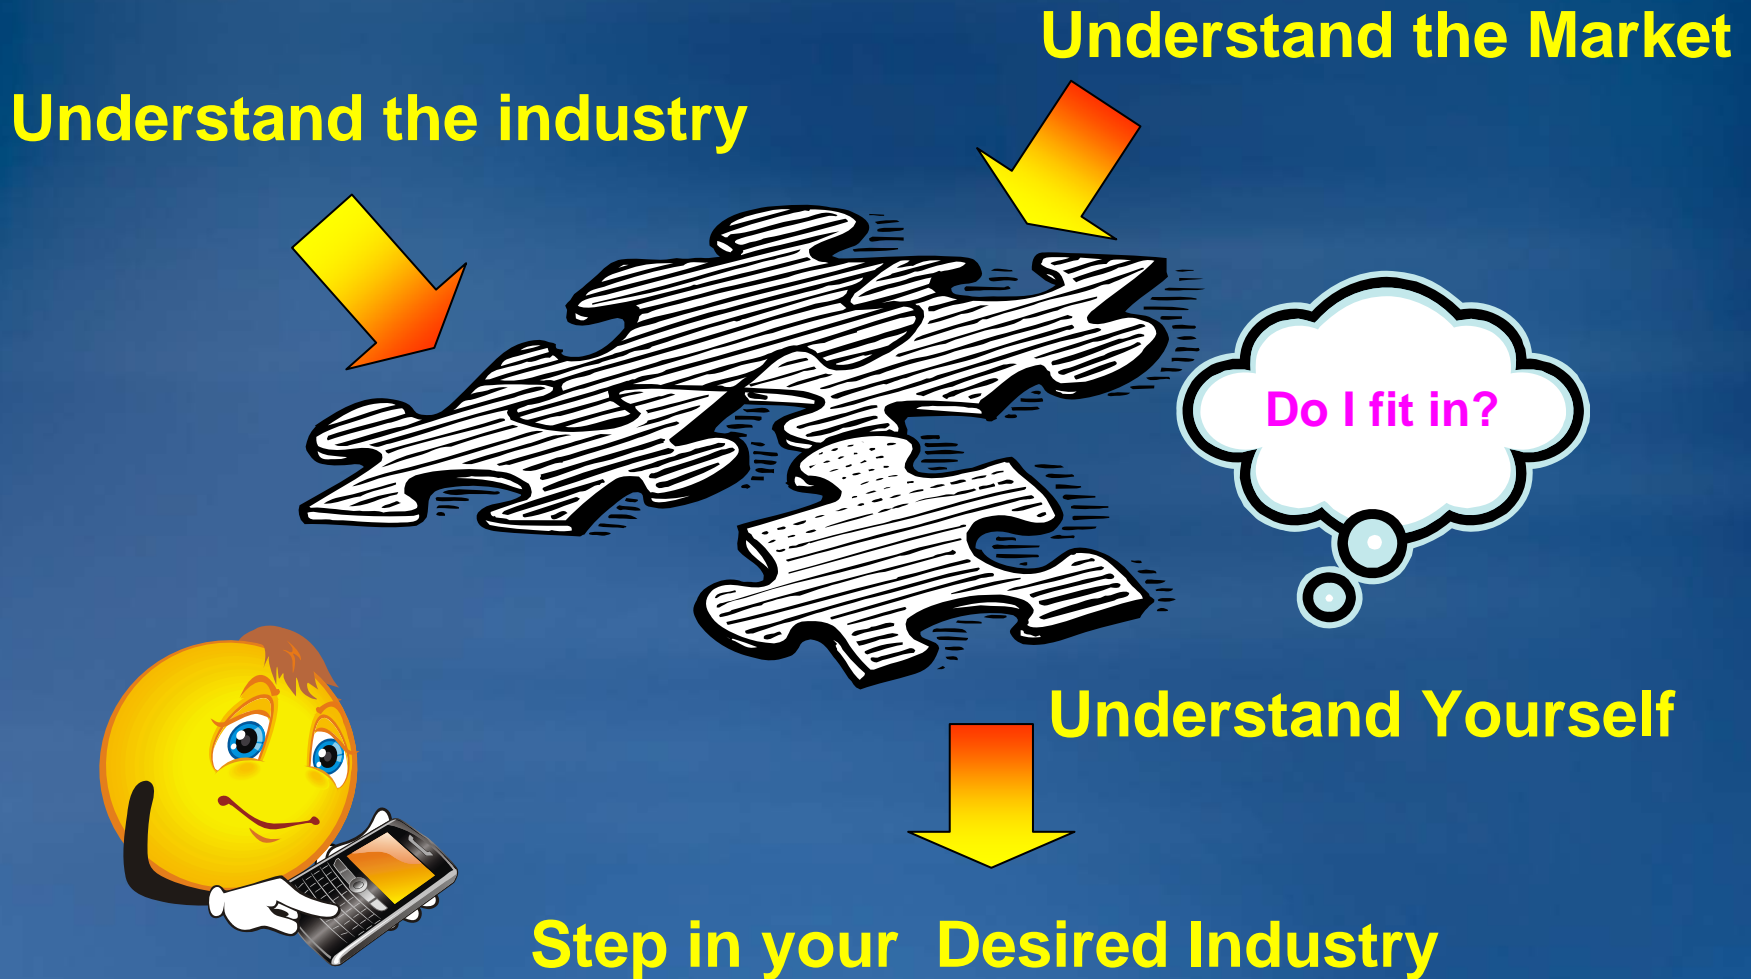 Understand the Market
Understand the industry
Do I fit in?
Understand Yourself
Step in your  Desired Industry